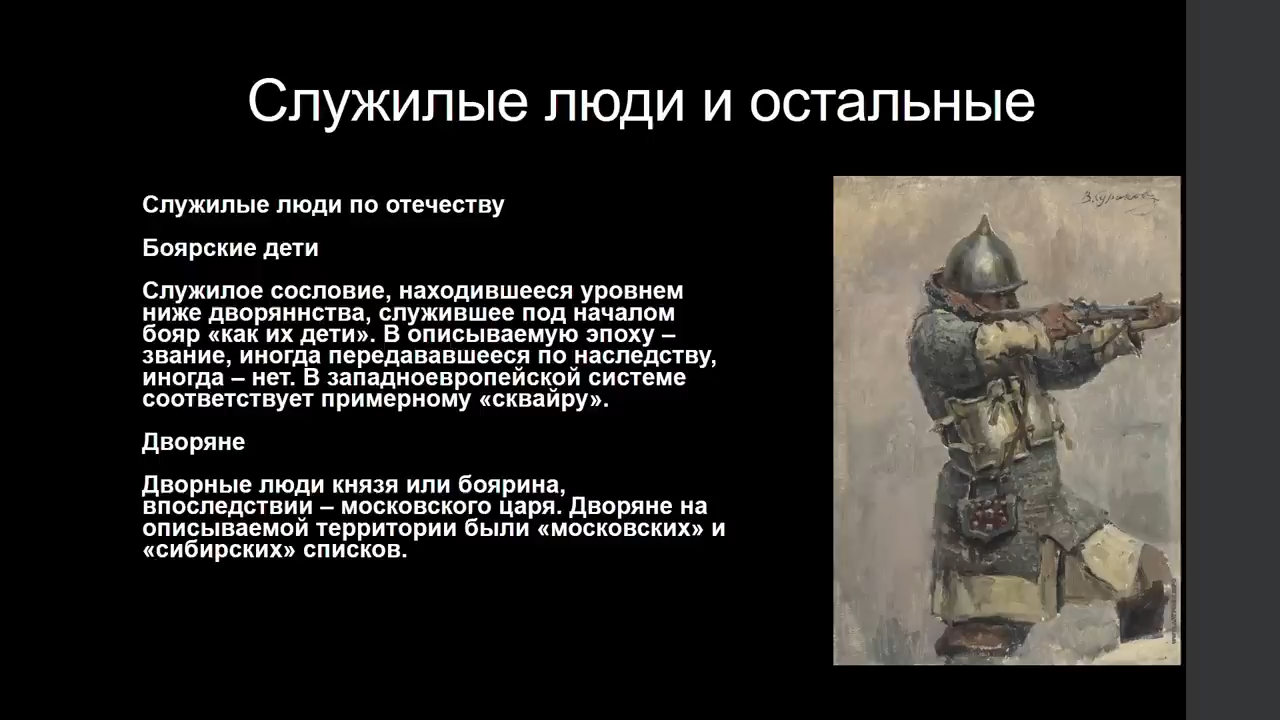 Служилые люди и остальные
Служилые люди по отечеству
Боярские дети
Служилое сословие, находившееся уровнем
ниже дворяннства, служившее под началом
бояр «как их дети». В описываемую эпоху –
звание, иногда передававшееся по наследству,
иногда – нет. В западноевропейской системе
соответствует примерному «сквайру».
Дворяне
Дворные люди князя или боярина,
впоследствии – московского царя. Дворяне на
описываемой территории были «московских» и
«сибирских» списков.